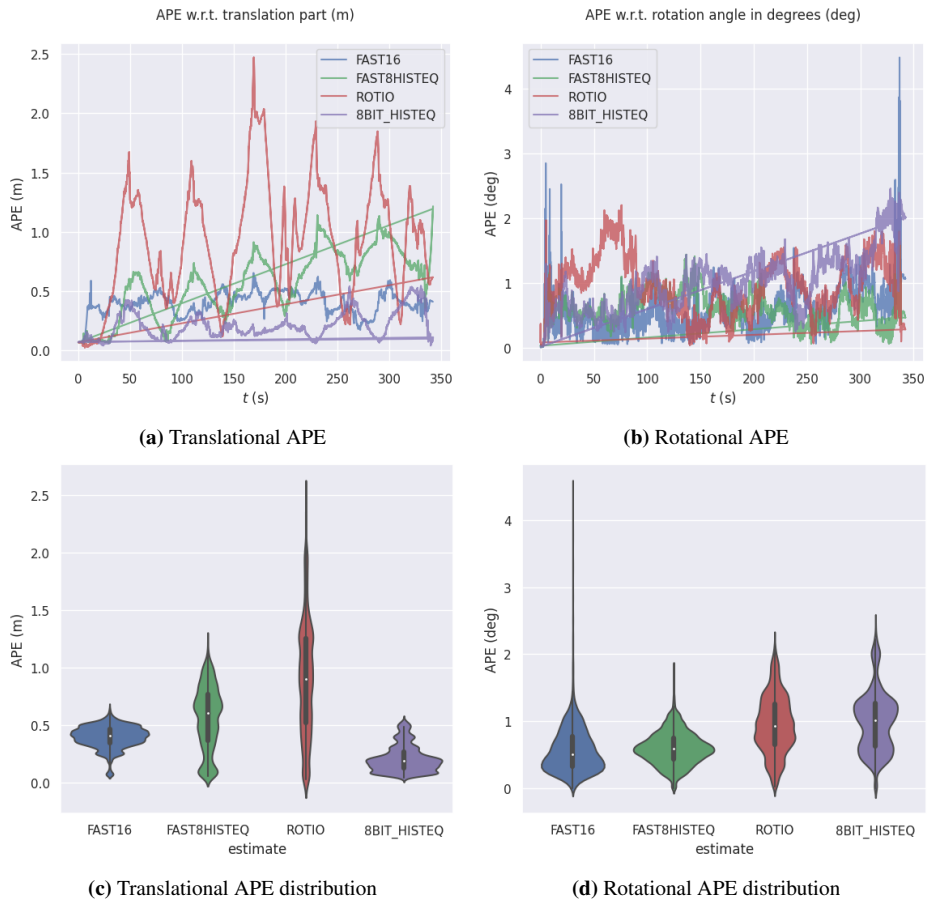 APE w.r.t. translation part (m)
2.5
2.0
1.5
1.0
0.5
0.0
APE (m)
FAST16
FAST8HISTEQ
ROTIO
8BIT_HISTEQ
0 50 100 150 200 250 300 350
t (s)
(a) Translational APE
APE w.r.t. rotation angle in degrees (deg)
4
3
2
1
0
APE (deg)
FAST16
FAST8HISTEQ
ROTIO
8BIT_HISTEQ
0 50 100 150 200 250 300 350
t (s)
(b) Rotational APE
2.5
2.0
1.5
1.0
0.5
0.0
APE (m)
FAST16 FAST8HISTEQ ROTIO 8BIT_HISTEQ
estimate
(c) Translational APE distribution
4
3
2
1
0
APE (deg)
FAST16 FAST8HISTEQ ROTIO 8BIT_HISTEQ
estimate
(d) Rotational APE distribution